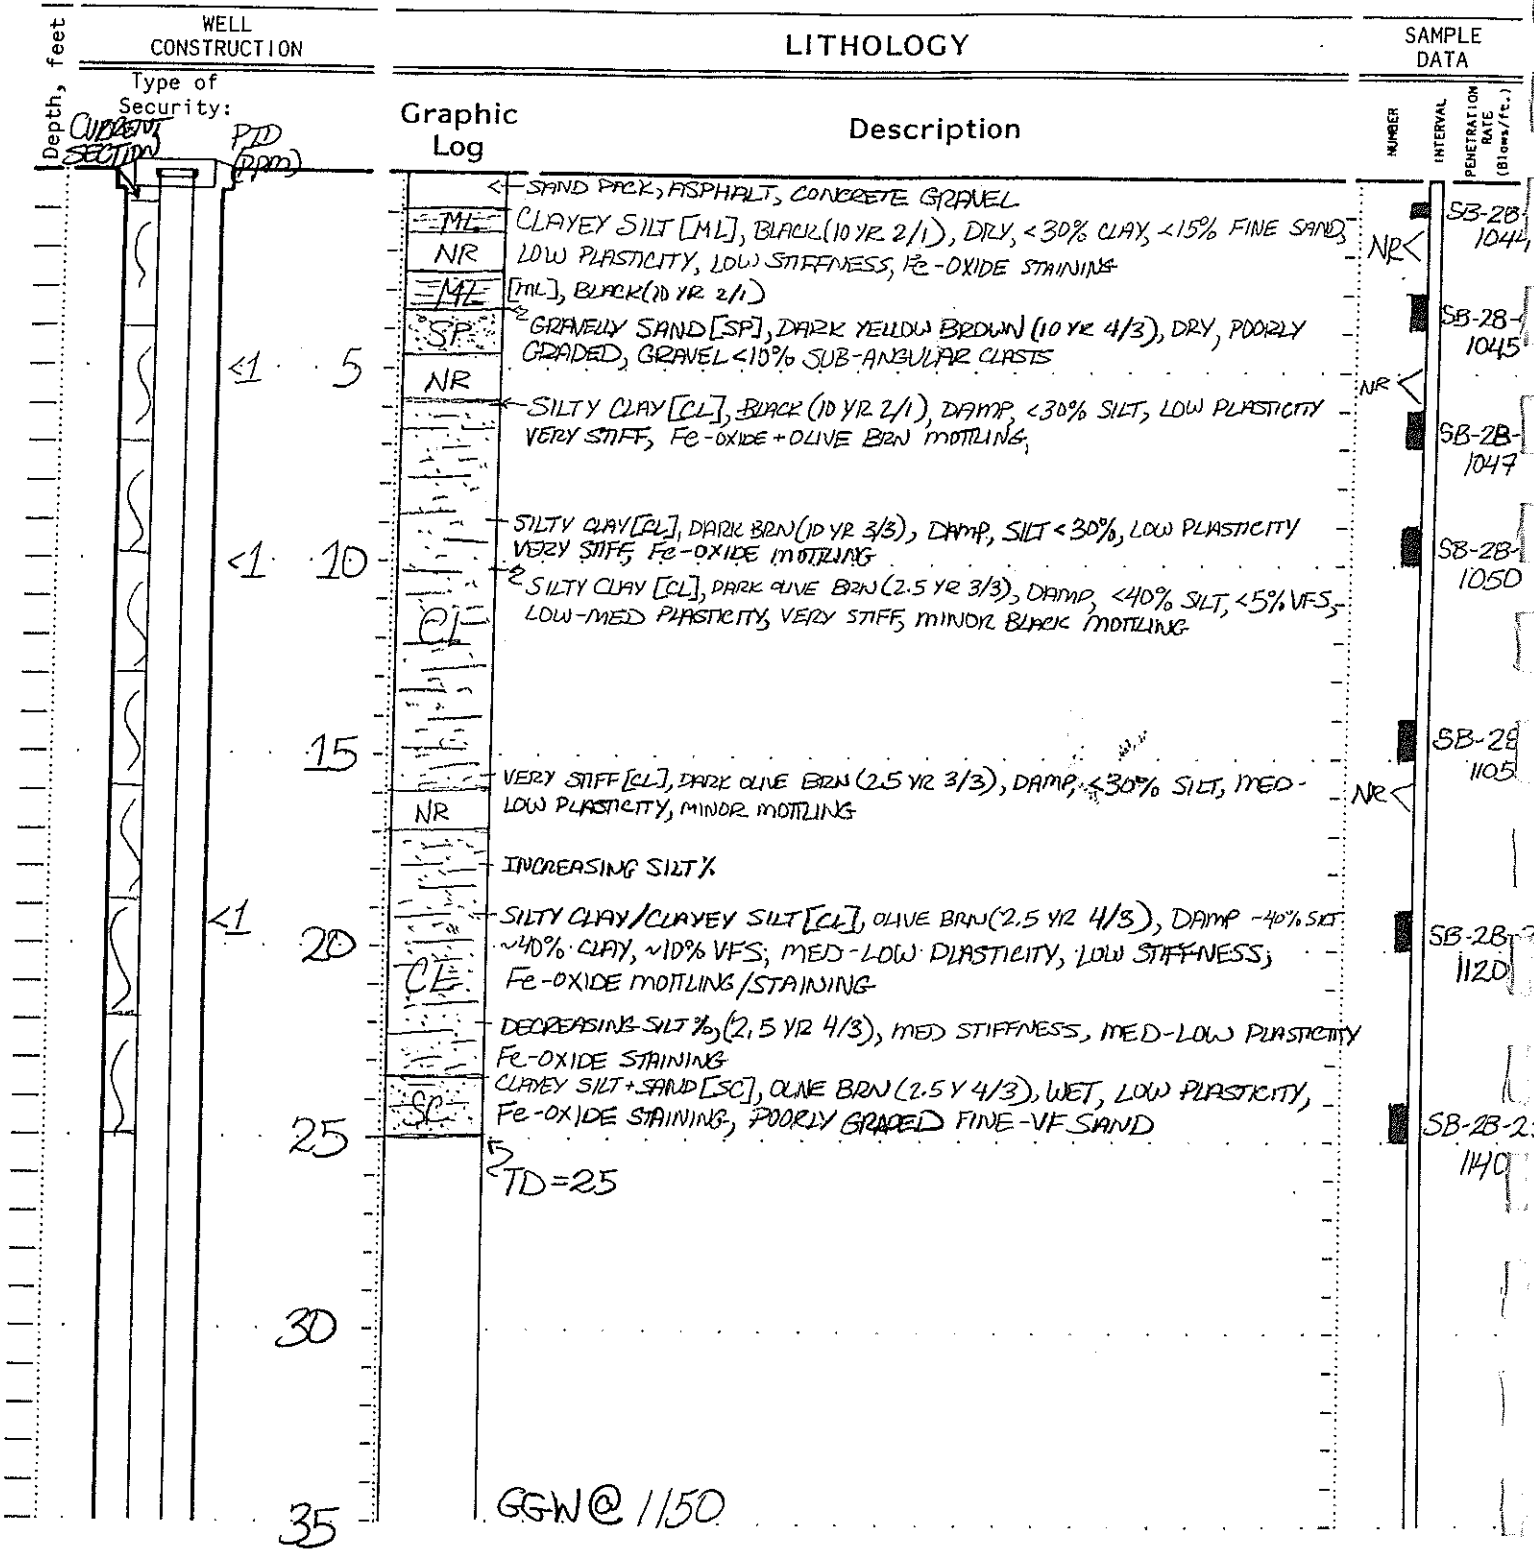 Depth, feet
WELL
CONSTRUCTION
LITHOLOGY
SAMPLE
DATA
Type of
Security:
CURRENT
SECTION
PID
(PPM)
Graphic
Log
Description
NUMBER
INTERVAL
PENETRATION
RATE
(Blows/ft.)
SAND PACK, ASPHALT, CONCRETE GRAVEL
ML CLAYEY SILT [ML], BLACK (10 YR 2/1), DRY, <30% CLAY, <15% FINE SAND,
SB-2B-
1044
NR LOW PLASTICITY, LOW STIFFNESS, Fe-OXIDE STAINING
NR
ML [ML], BLACK (10 YR 2/1)
SP GRAVELLY SAND [SP], DARK YELLOW BROWN (10 YR 4/3), DRY, POORLY
GRADED, GRAVEL <10% SUB-ANGULAR CLASTS
SB-2B-
1045
<1 5
NR
NR
SILTY CLAY [CL], BLACK (10 YR 2/1), DAMP, <30% SILT, LOW PLASTICITY
VERY STIFF, Fe-OXIDE + OLIVE BRN MOTTLING,
SB-2B-
1047
SILTY CLAY [CL], DARK BRN (10 YR 3/3), DAMP, SILT <30%, LOW PLASTICITY
VERY STIFF, Fe-OXIDE MOTTLING
SB-2B-
1050
<1 10
SILTY CLAY [CL], DARK OLIVE BRN (2.5 YR 3/3), DAMP, <40% SILT, <5% VFS,
CL LOW-MED PLASTICITY, VERY STIFF, MINOR BLACK MOTTLING
15
SB-2B
1105
VERY STIFF [CL], DARK OLIVE BRN (2.5 YR 3/3), DAMP, <30% SILT, MED-
NR LOW PLASTICITY, MINOR MOTTLING
NR
INCREASING SILT %
<1
SILTY CLAY/CLAYEY SILT [CL], OLIVE BRN (2.5 YR 4/3), DAMP ~40% SILT
20 ~40% CLAY, ~10% VFS; MED-LOW PLASTICITY, LOW STIFFNESS;
CL Fe-OXIDE MOTTLING/STAINING
SB-2B-
1120
DECREASING SILT %, (2.5 YR 4/3), MED STIFFNESS, MED-LOW PLASTICITY
Fe-OXIDE STAINING
CLAYEY SILT + SAND [SC], OLIVE BRN (2.5 Y 4/3), WET, LOW PLASTICITY,
SC Fe-OXIDE STAINING, POORLY GRADED FINE-VF SAND
25
SB-2B-2
1140
TD=25
30
35
GGW @ 1150